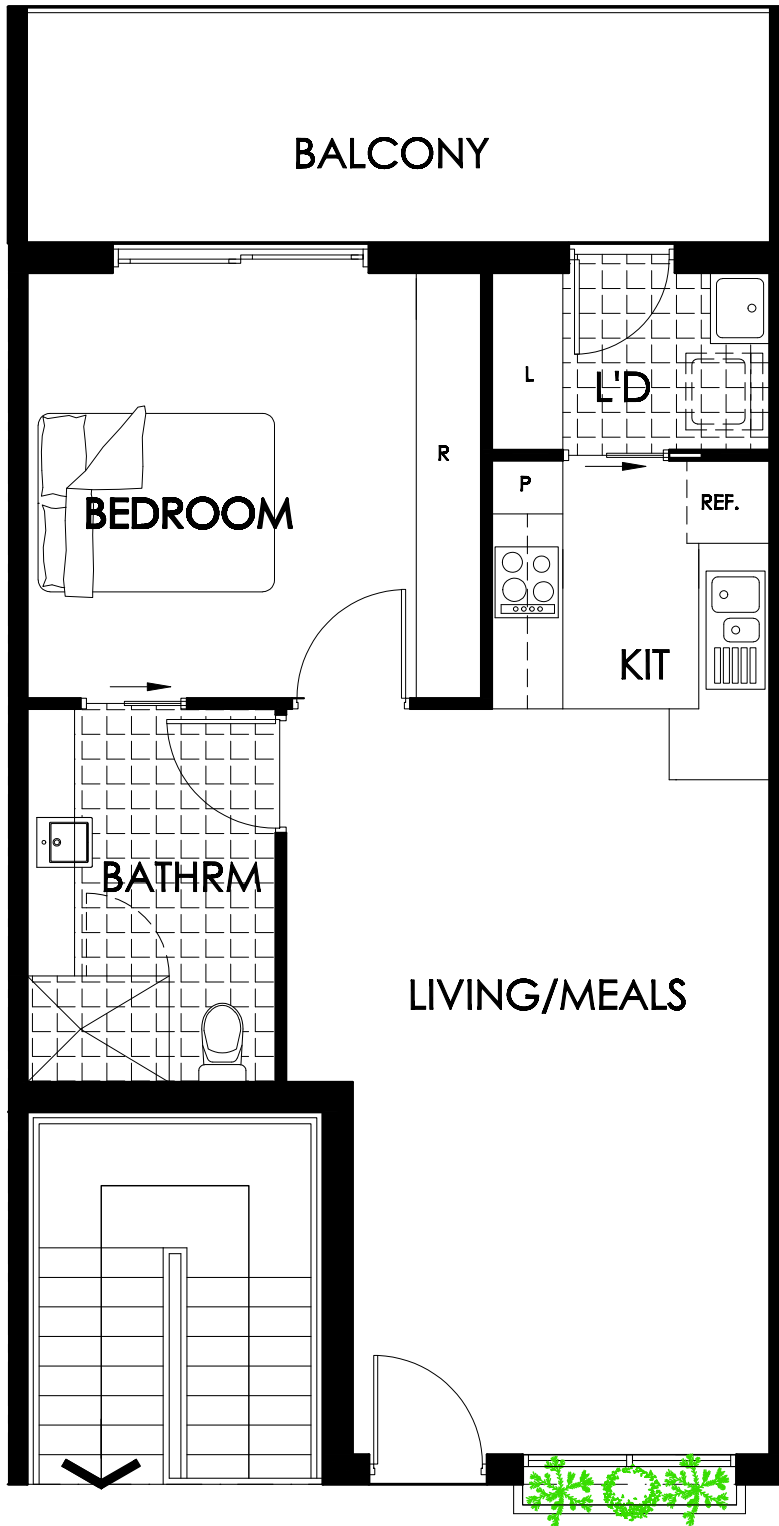 BALCONY
L
L'D
R
P
REF.
BEDROOM
KIT
BATHRM
LIVING/MEALS